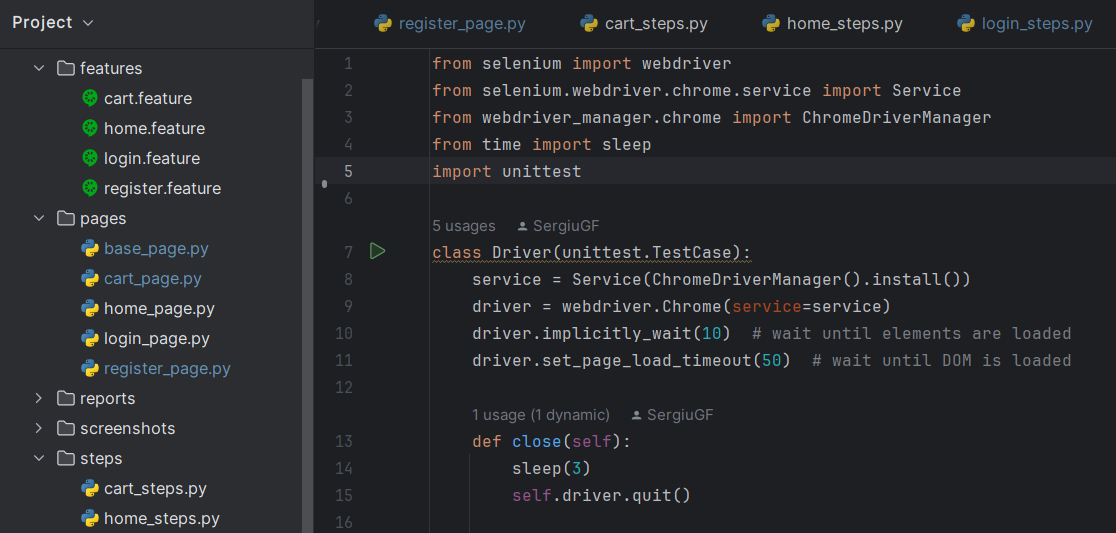 Project
features
cart.feature
home.feature
login.feature
register.feature
pages
base_page.py
cart_page.py
home_page.py
login_page.py
register_page.py
reports
screenshots
steps
cart_steps.py
home_steps.py
register_page.py cart_steps.py home_steps.py login_steps.py
1 from selenium import webdriver
2 from selenium.webdriver.chrome.service import Service
3 from webdriver_manager.chrome import ChromeDriverManager
4 from time import sleep
5 import unittest
6
5 usages SergiuGF
7 class Driver(unittest.TestCase):
8 service = Service(ChromeDriverManager().install())
9 driver = webdriver.Chrome(service=service)
10 driver.implicitly_wait(10) # wait until elements are loaded
11 driver.set_page_load_timeout(50) # wait until DOM is loaded
12
1 usage (1 dynamic) SergiuGF
13 def close(self):
14 sleep(3)
15 self.driver.quit()
16